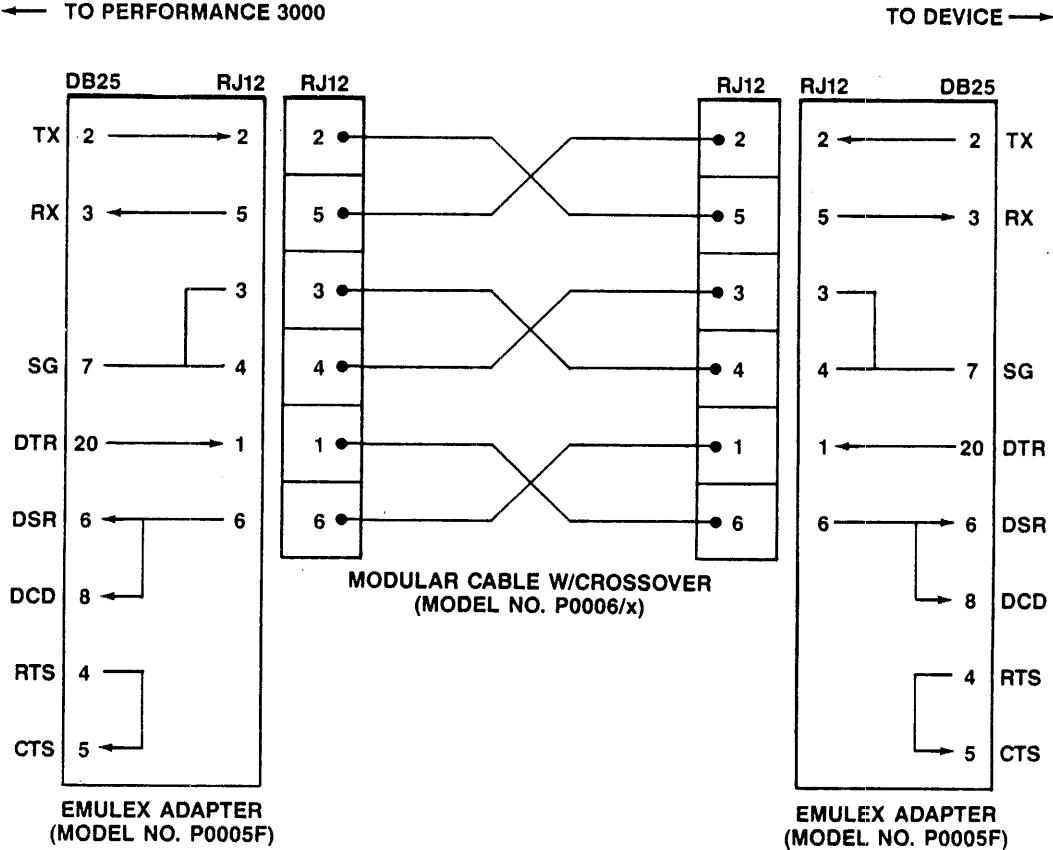 TO PERFORMANCE 3000 TO DEVICE
DB25 RJ12 RJ12 RJ12 RJ12 DB25
TX 2 2 2 2 2 2 TX
RX 3 5 5 5 5 3 RX
3 3 3 3
SG 7 4 4 4 4 7 SG
DTR 20 1 1 1 1 20 DTR
DSR 6 6 6 6 6 6 DSR
DCD 8 8 DCD
RTS 4 4 RTS
CTS 5 5 CTS
MODULAR CABLE W/CROSSOVER
(MODEL NO. P0006/x)
EMULEX ADAPTER
(MODEL NO. P0005F)
EMULEX ADAPTER
(MODEL NO. P0005F)